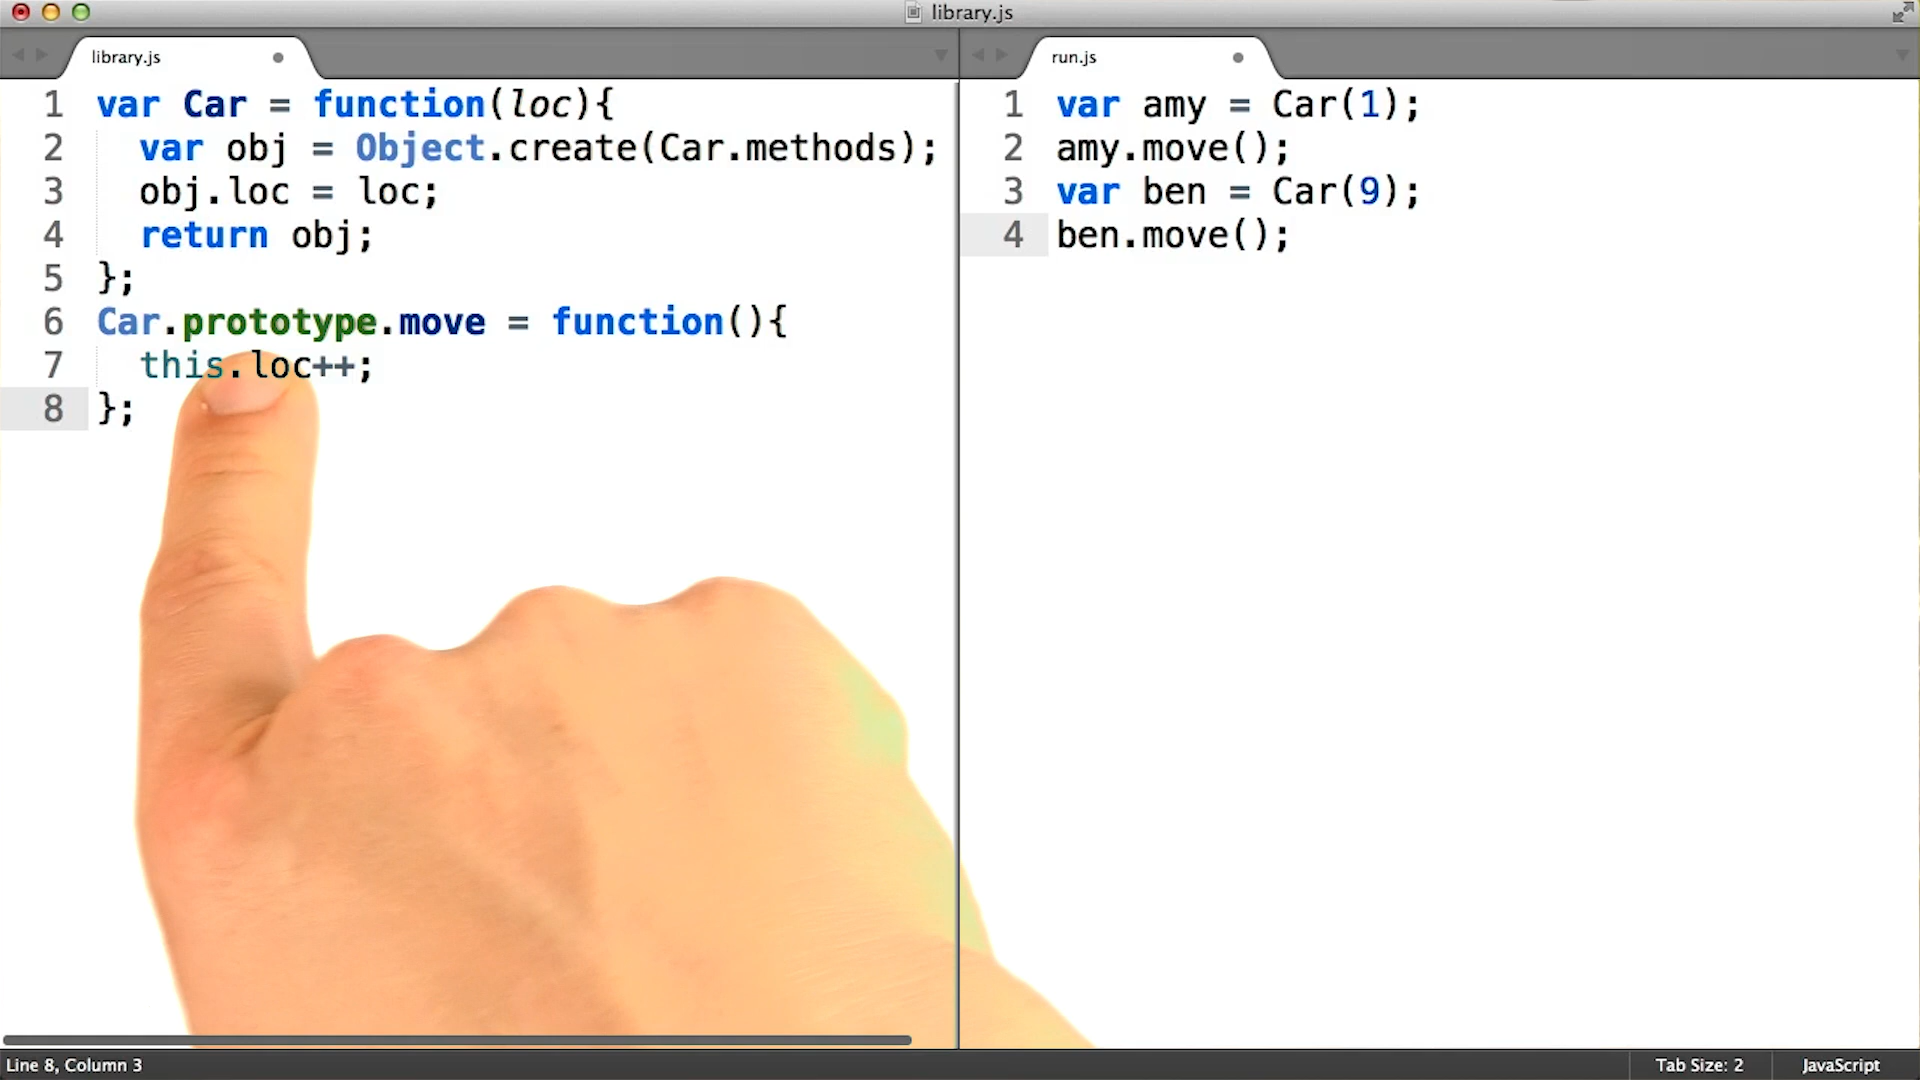 library.js
library.js
1 var Car = function(loc){
2 var obj = Object.create(Car.methods);
3 obj.loc = loc;
4 return obj;
5 };
6 Car.prototype.move = function(){
7 this.loc++;
8 };
run.js
1 var amy = Car(1);
2 amy.move();
3 var ben = Car(9);
4 ben.move();
Line 8, Column 3
Tab Size: 2
JavaScript